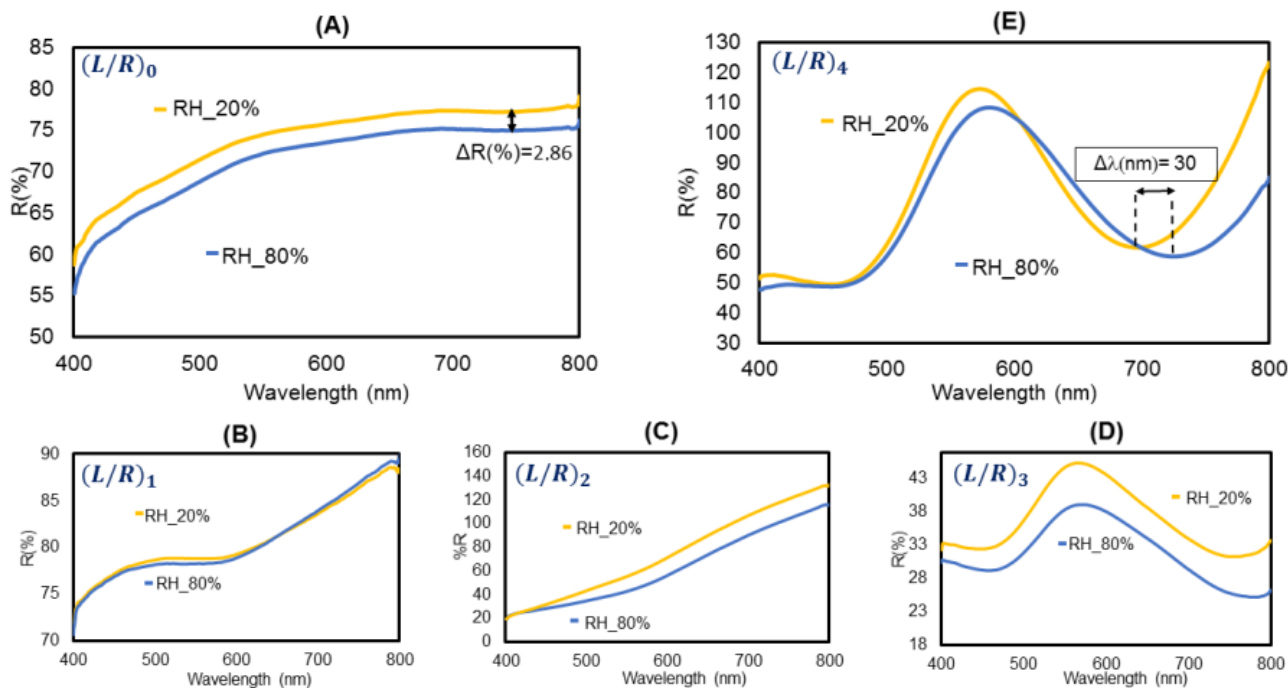 (A)
(L/R)₀
RH_20%
ΔR(%)=2.86
RH_80%
R(%)
85
80
75
70
65
60
55
50
400 500 600 700 800
Wavelength (nm)
(E)
(L/R)₄
RH_20%
Δλ(nm)= 30
RH_80%
R(%)
130
120
110
100
90
80
70
60
50
40
30
400 500 600 700 800
Wavelength (nm)
(B)
(L/R)₁
RH_20%
RH_80%
R(%)
90
85
80
75
70
400 500 600 700 800
Wavelength (nm)
(C)
(L/R)₂
RH_20%
RH_80%
%R
160
140
120
100
80
60
40
20
0
400 500 600 700 800
Wavelength (nm)
(D)
(L/R)₃
RH_20%
RH_80%
R(%)
43
38
33
28
23
18
400 500 600 700 800
Wavelength (nm)